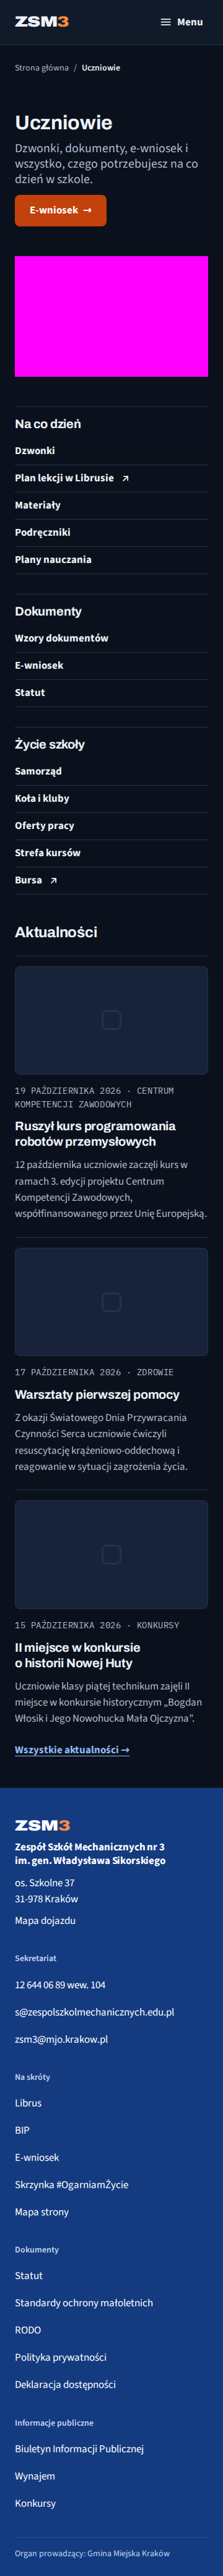 ZSM3
Menu
Strona główna / Uczniowie
Uczniowie
Dzwonki, dokumenty, e-wniosek i
wszystko, czego potrzebujesz na co
dzień w szkole.
E-wniosek →
Na co dzień
Dzwonki
Plan lekcji w Librusie ↗
Materiały
Podręczniki
Plany nauczania
Dokumenty
Wzory dokumentów
E-wniosek
Statut
Życie szkoły
Samorząd
Koła i kluby
Oferty pracy
Strefa kursów
Bursa ↗
Aktualności
19 PAŹDZIERNIKA 2026 · CENTRUM
KOMPETENCJI ZAWODOWYCH
Ruszył kurs programowania
robotów przemysłowych
12 października uczniowie zaczęli kurs w
ramach 3. edycji projektu Centrum
Kompetencji Zawodowych,
współfinansowanego przez Unię Europejską.
17 PAŹDZIERNIKA 2026 · ZDROWIE
Warsztaty pierwszej pomocy
Z okazji Światowego Dnia Przywracania
Czynności Serca uczniowie ćwiczyli
resuscytację krążeniowo-oddechową i
reagowanie w sytuacji zagrożenia życia.
15 PAŹDZIERNIKA 2026 · KONKURSY
II miejsce w konkursie
o historii Nowej Huty
Uczniowie klasy piątej technikum zajęli II
miejsce w konkursie historycznym „Bogdan
Włosik i Jego Nowohucka Mała Ojczyzna”.
Wszystkie aktualności →
ZSM3
Zespół Szkół Mechanicznych nr 3
im. gen. Władysława Sikorskiego
os. Szkolne 37
31-978 Kraków
Mapa dojazdu
Sekretariat
12 644 06 89 wew. 104
s@zespolszkolmechanicznych.edu.pl
zsm3@mjo.krakow.pl
Na skróty
Librus
BIP
E-wniosek
Skrzynka #OgarniamŻycie
Mapa strony
Dokumenty
Statut
Standardy ochrony małoletnich
RODO
Polityka prywatności
Deklaracja dostępności
Informacje publiczne
Biuletyn Informacji Publicznej
Wynajem
Konkursy
Organ prowadzący: Gmina Miejska Kraków